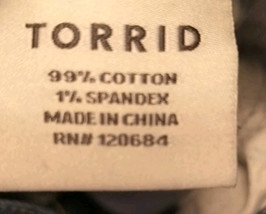 TORRID
99% COTTON
1% SPANDEX
MADE IN CHINA
RN# 120684